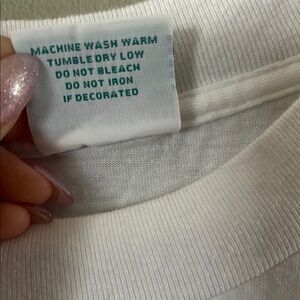 MACHINE WASH WARM
TUMBLE DRY LOW
DO NOT BLEACH
DO NOT IRON
IF DECORATED